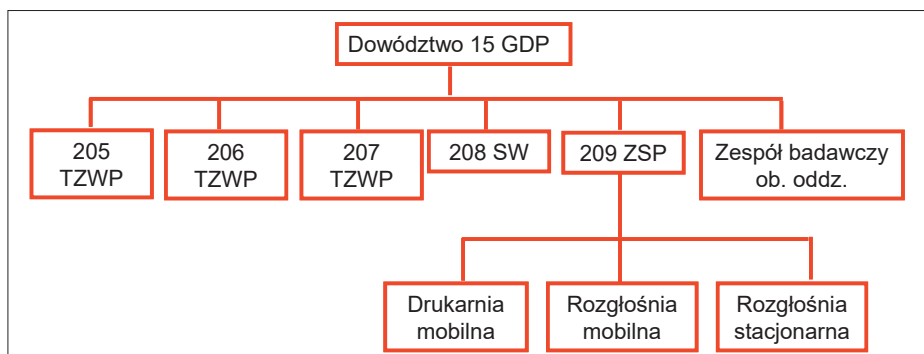 Dowództwo 15 GDP
205
TZWP
206
TZWP
207
TZWP
208 SW
209 ZSP
Zespół badawczy
ob. oddz.
Drukarnia
mobilna
Rozgłośnia
mobilna
Rozgłośnia
stacjonarna